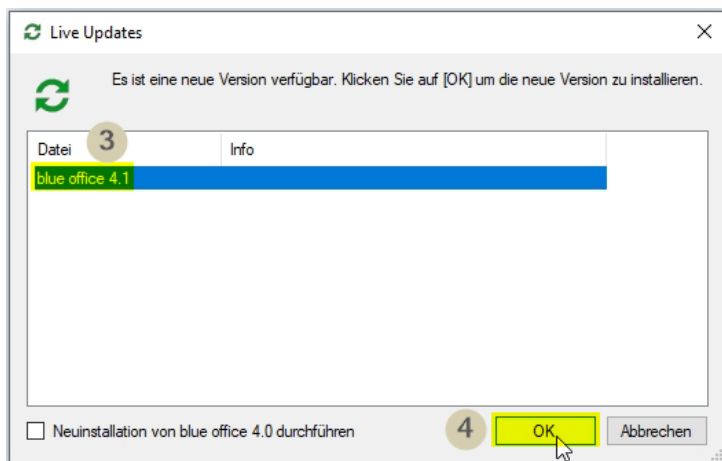 Live Updates
Es ist eine neue Version verfügbar. Klicken Sie auf [OK] um die neue Version zu installieren.
3
Datei Info
blue office 4.1
Neuinstallation von blue office 4.0 durchführen
4
OK Abbrechen